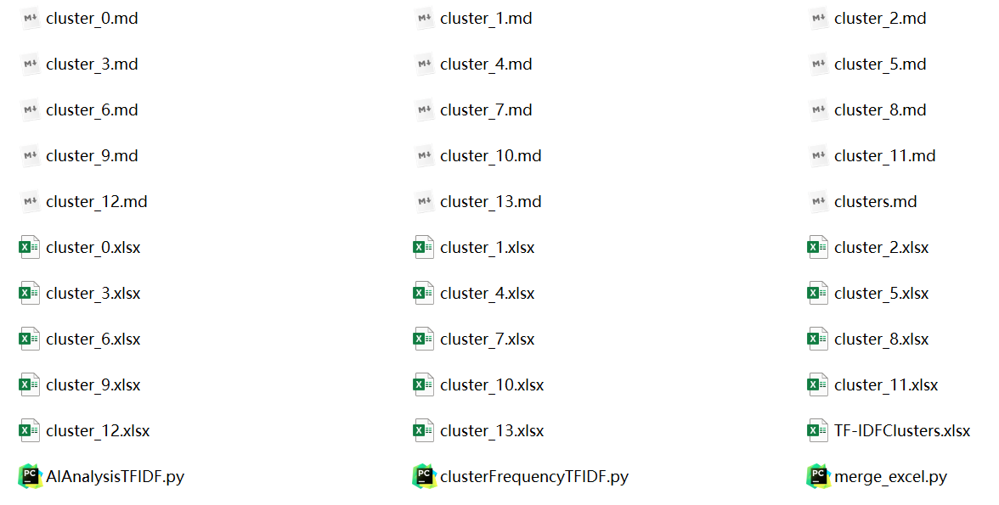 cluster_0.md cluster_1.md cluster_2.md
cluster_3.md cluster_4.md cluster_5.md
cluster_6.md cluster_7.md cluster_8.md
cluster_9.md cluster_10.md cluster_11.md
cluster_12.md cluster_13.md clusters.md
cluster_0.xlsx cluster_1.xlsx cluster_2.xlsx
cluster_3.xlsx cluster_4.xlsx cluster_5.xlsx
cluster_6.xlsx cluster_7.xlsx cluster_8.xlsx
cluster_9.xlsx cluster_10.xlsx cluster_11.xlsx
cluster_12.xlsx cluster_13.xlsx TF-IDFClusters.xlsx
AIAnalysisTFIDF.py clusterFrequencyTFIDF.py merge_excel.py